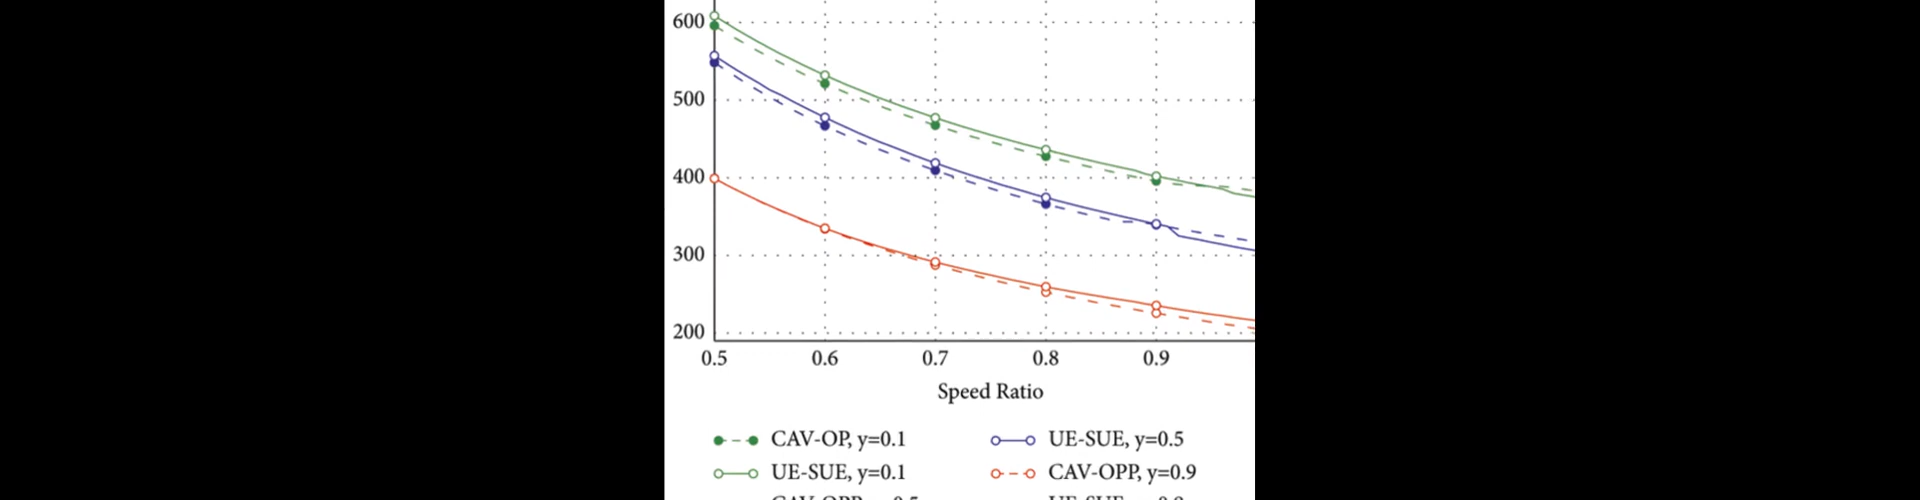 600
500
400
300
200
0.5 0.6 0.7 0.8 0.9
Speed Ratio
CAV-OP, y=0.1 UE-SUE, y=0.5
UE-SUE, y=0.1 CAV-OPP, y=0.9